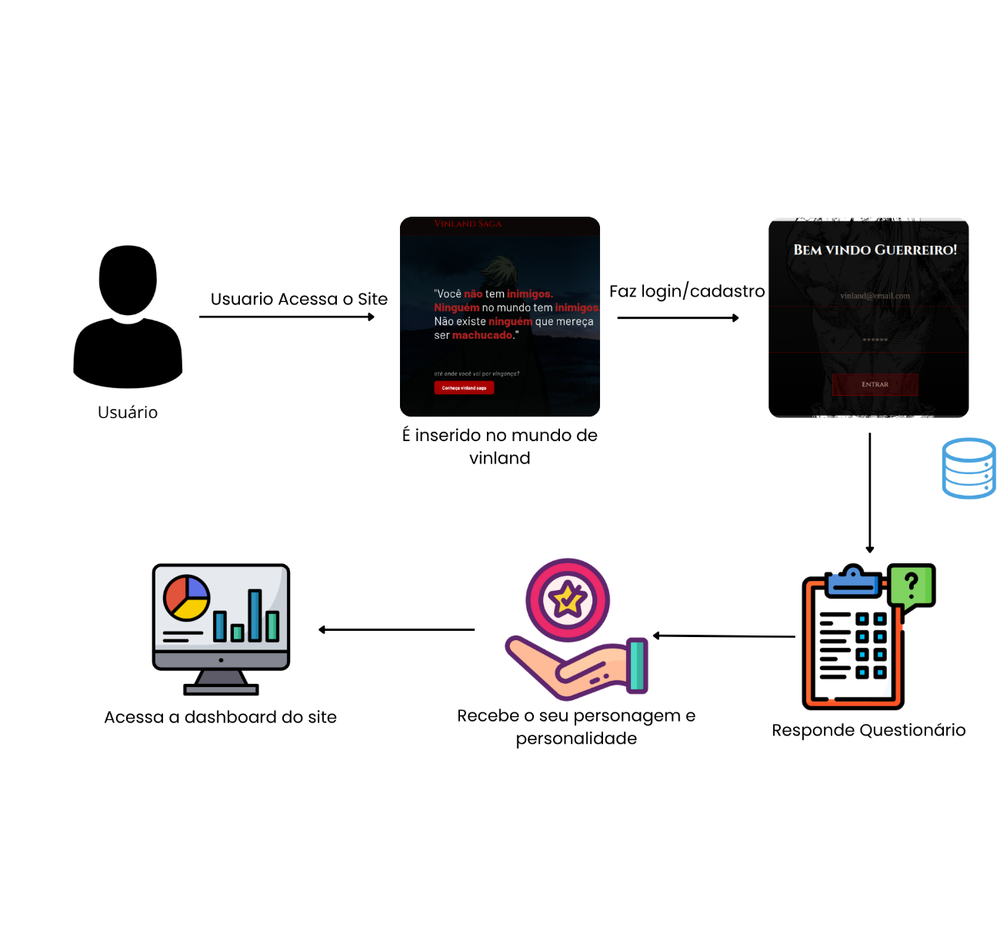 Vinland Saga
Bem vindo Guerreiro!
Usuario Acessa o Site
Faz login/cadastro
"Você não tem inimigos.
Ninguém no mundo tem inimigos
Não existe ninguém que mereça
ser machucado."
vinland@email.com
******
até onde você vai por vingança?
Conheça vinland saga
Entrar
Usuário
É inserido no mundo de
vinland
?
Acessa a dashboard do site
Recebe o seu personagem e
personalidade
Responde Questionário